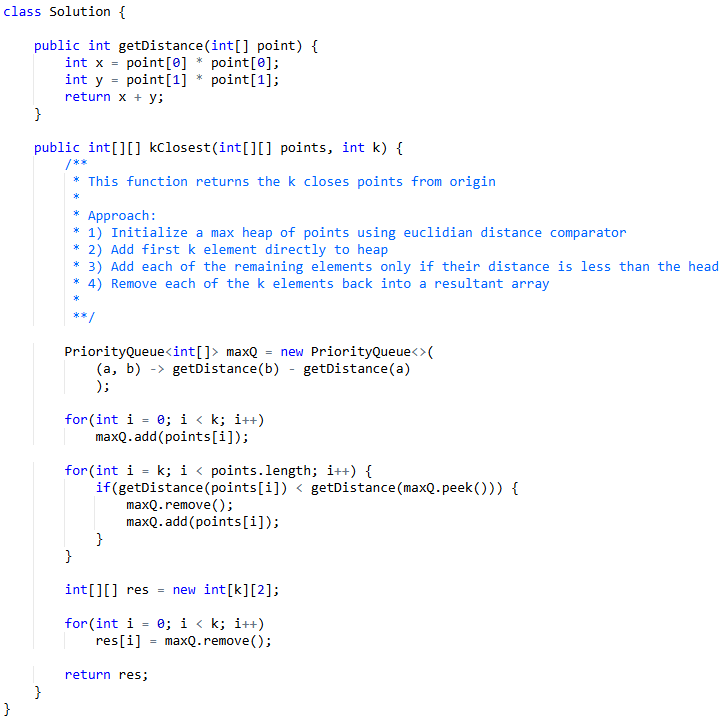 class Solution {
public int getDistance(int[] point) {
int x = point[0] * point[0];
int y = point[1] * point[1];
return x + y;
}
public int[][] kClosest(int[][] points, int k) {
/**
* This function returns the k closes points from origin
*
* Approach:
* 1) Initialize a max heap of points using euclidian distance comparator
* 2) Add first k element directly to heap
* 3) Add each of the remaining elements only if their distance is less than the head
* 4) Remove each of the k elements back into a resultant array
*
**/
PriorityQueue<int[]> maxQ = new PriorityQueue<>(
(a, b) -> getDistance(b) - getDistance(a)
);
for(int i = 0; i < k; i++)
maxQ.add(points[i]);
for(int i = k; i < points.length; i++) {
if(getDistance(points[i]) < getDistance(maxQ.peek())) {
maxQ.remove();
maxQ.add(points[i]);
}
}
int[][] res = new int[k][2];
for(int i = 0; i < k; i++)
res[i] = maxQ.remove();
return res;
}
}